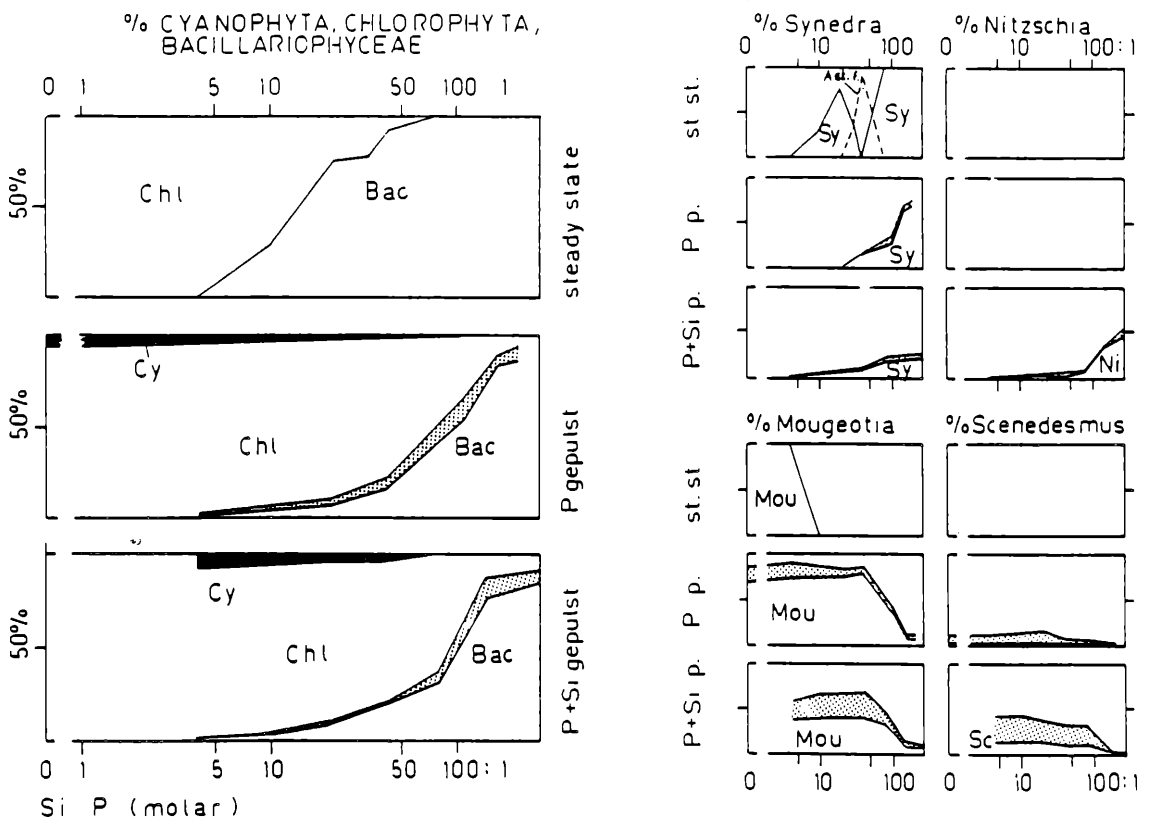 % CYANOPHYTA, CHLOROPHYTA,
BACILLARIOPHYCEAE
0 1 5 10 50 100 1
50%
Chl
Bac
steady state
50%
Cy
Chl
Bac
P gepulst
50%
Cy
Chl
Bac
P+Si gepulst
0 1 5 10 50 100:1
Si P (molar)
% Synedra
0 10 100
st st.
Sy
Sy
P p.
Sy
P+Si p.
Sy
% Nitzschia
0 10 100:1
Ni
% Mougeotia
st. st
Mou
P p.
Mou
P+Si p.
Mou
0 10 100
% Scenedesmus
Sc
0 10 100:1